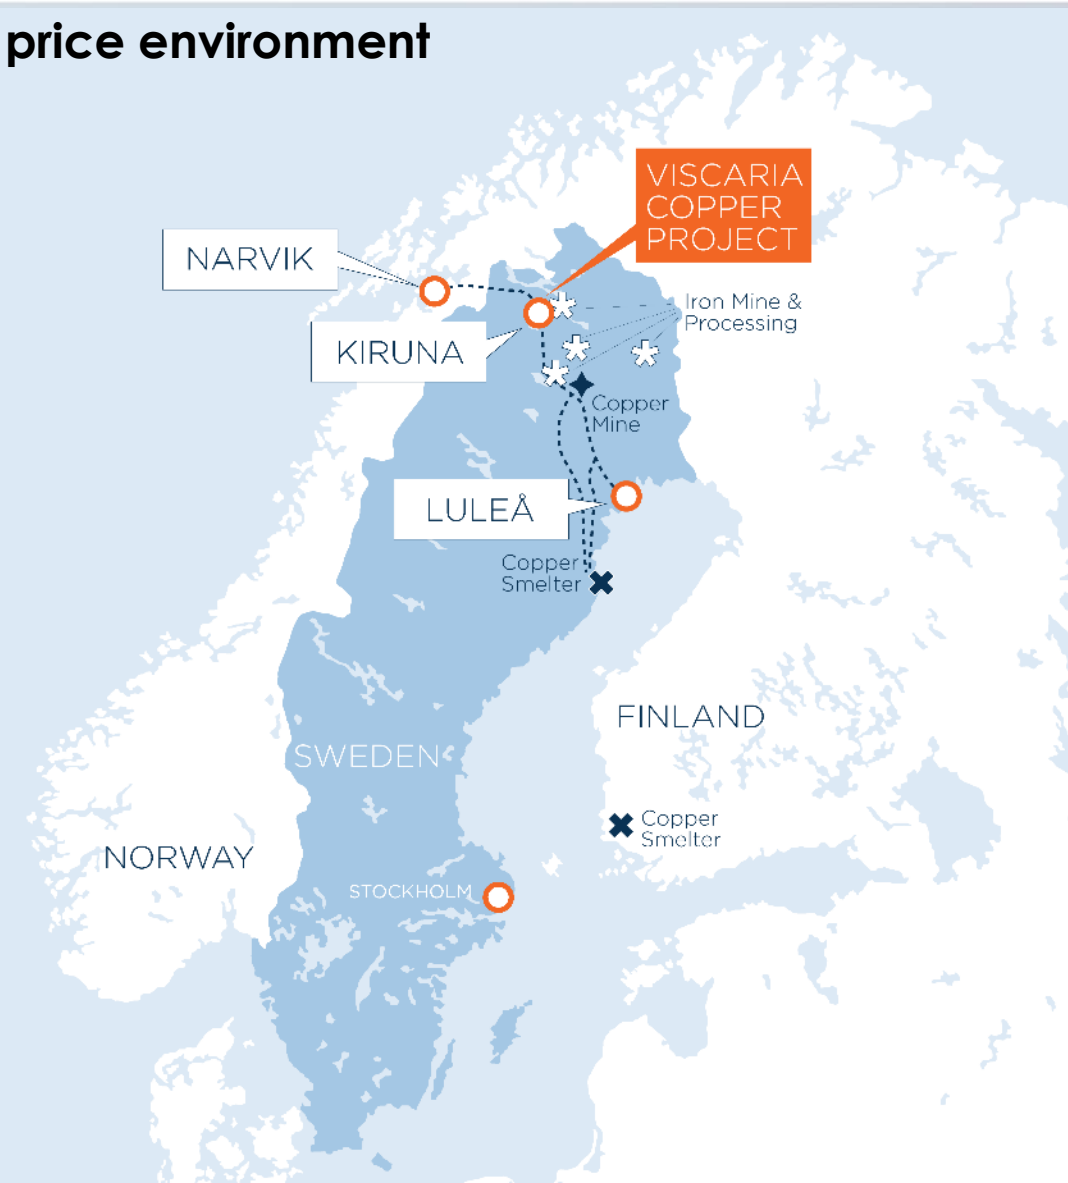 price environment
VISCARIA
COPPER
PROJECT
NARVIK
Iron Mine &
Processing
KIRUNA
Copper
Mine
LULEÅ
Copper
Smelter
FINLAND
SWEDEN
Copper
Smelter
NORWAY
STOCKHOLM